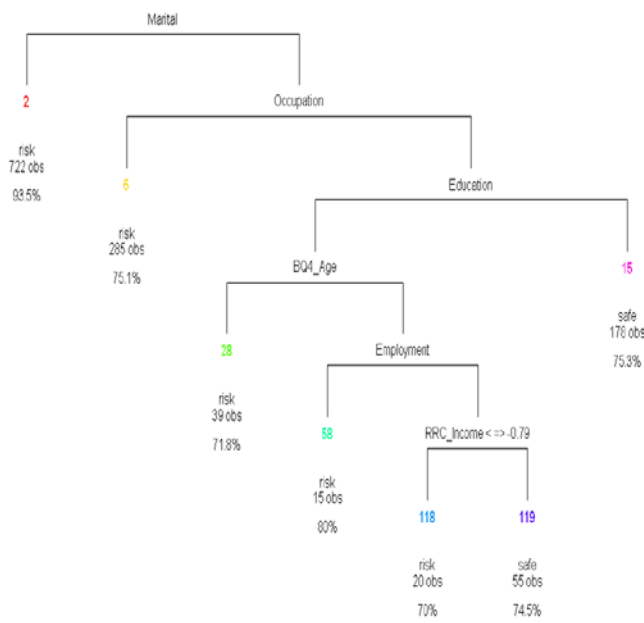 Marital
2
risk
722 obs
93.5%
Occupation
6
risk
285 obs
75.1%
Education
15
safe
178 obs
75.3%
BQ4_Age
28
risk
39 obs
71.8%
Employment
58
risk
15 obs
80%
RRC_Income < => -0.79
118
risk
20 obs
70%
119
safe
55 obs
74.5%